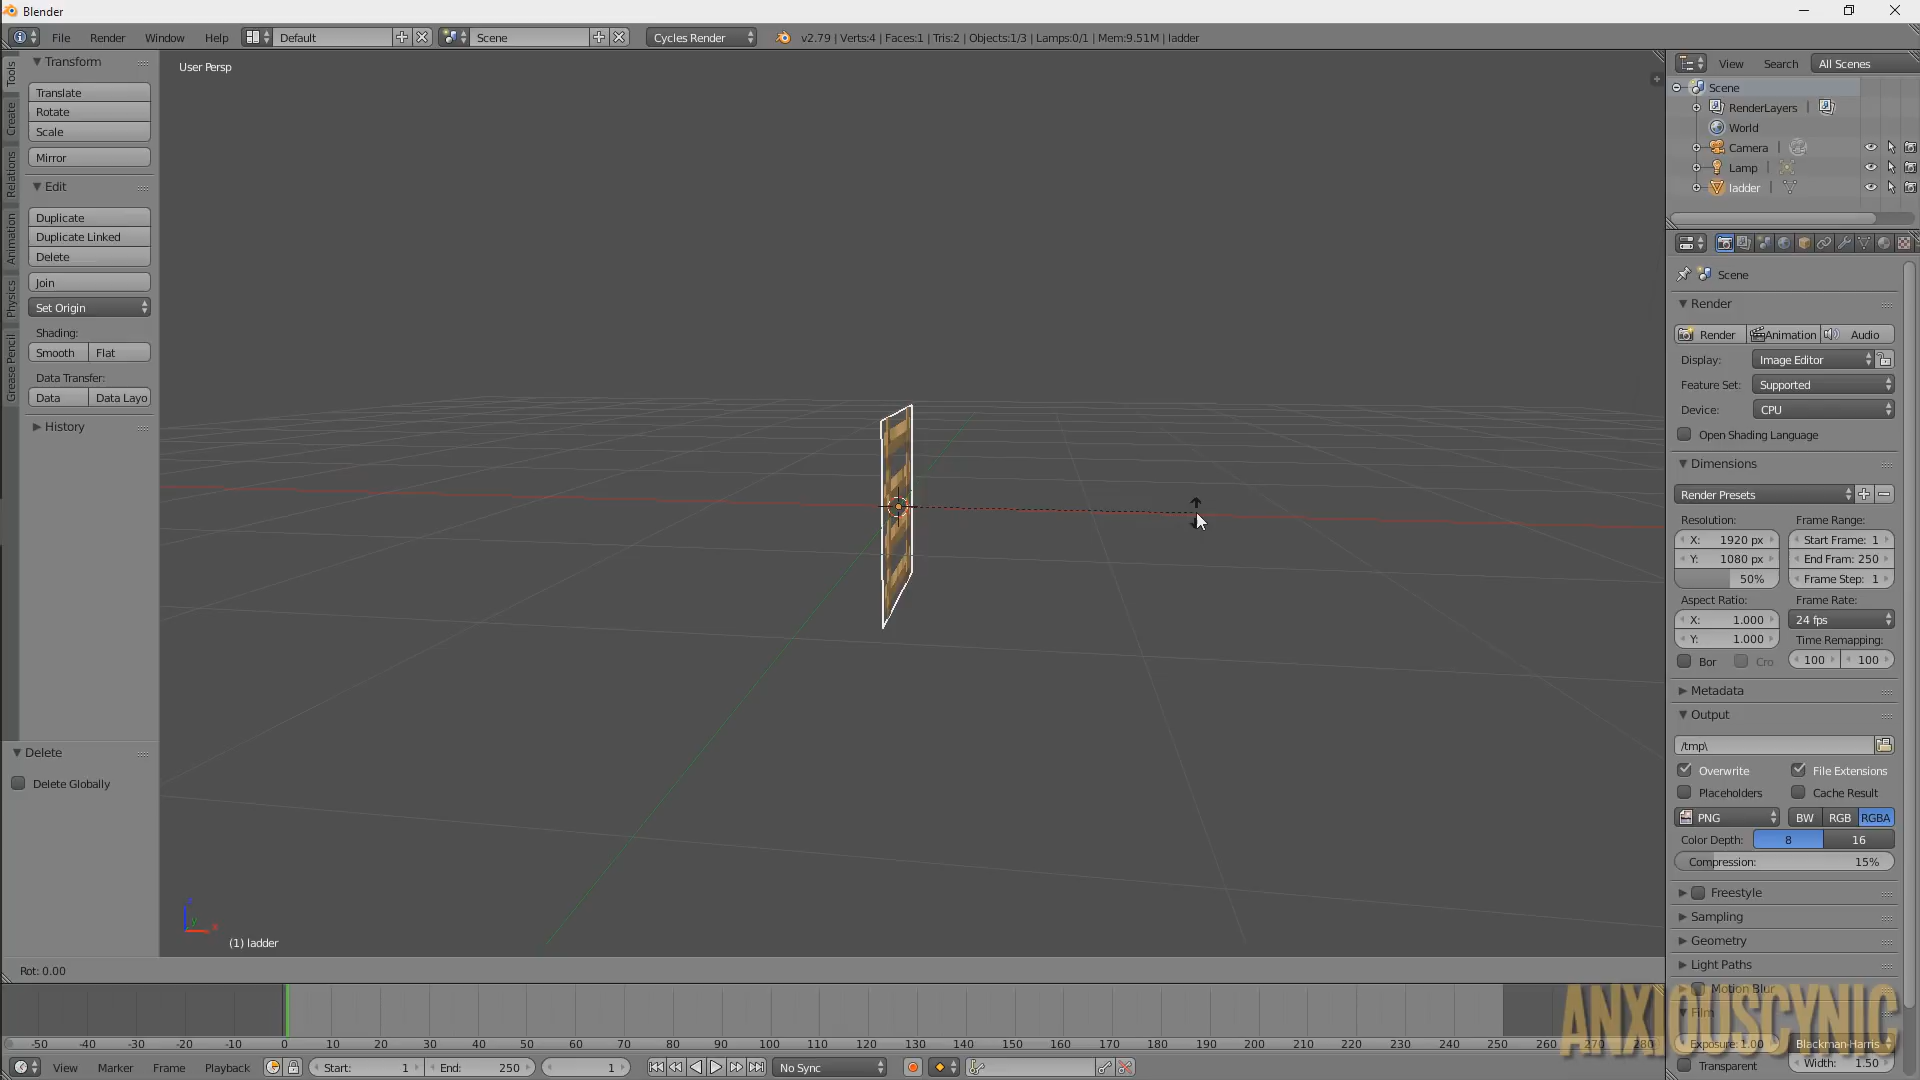 Blender
File Render Window Help Default Scene Cycles Render v2.79 | Verts:4 | Faces:1 | Tris:2 | Objects:1/3 | Lamps:0/1 | Mem:9.51M | ladder
Tools
Create
Relations
Animation
Physics
Grease Pencil
Transform
Translate
Rotate
Scale
Mirror
Edit
Duplicate
Duplicate Linked
Delete
Join
Set Origin
Shading:
Smooth Flat
Data Transfer:
Data Data Layo
History
Delete
Delete Globally
User Persp
(1) ladder
Rot: 0.00
View Search All Scenes
Scene
RenderLayers
World
Camera
Lamp
ladder
Scene
Render
Render Animation Audio
Display: Image Editor
Feature Set: Supported
Device: CPU
Open Shading Language
Dimensions
Render Presets
Resolution: Frame Range:
X: 1920 px Start Frame: 1
Y: 1080 px End Fram: 250
50% Frame Step: 1
Aspect Ratio: Frame Rate:
X: 1.000 24 fps
Y: 1.000 Time Remapping:
Bor Cro 100 100
Metadata
Output
/tmp\
Overwrite File Extensions
Placeholders Cache Result
PNG BW RGB RGBA
Color Depth: 8 16
Compression: 15%
Freestyle
Sampling
Geometry
Light Paths
Motion Blur
Film
Exposure: 1.00 Blackman-Harris
Transparent Width: 1.50
ANXIOUSCYNIC
-50 -40 -30 -20 -10 0 10 20 30 40 50 60 70 80 90 100 110 120 130 140 150 160 170 180 190 200 210 220 230 240 250 260 270 280
View Marker Frame Playback Start: 1 End: 250 1 No Sync